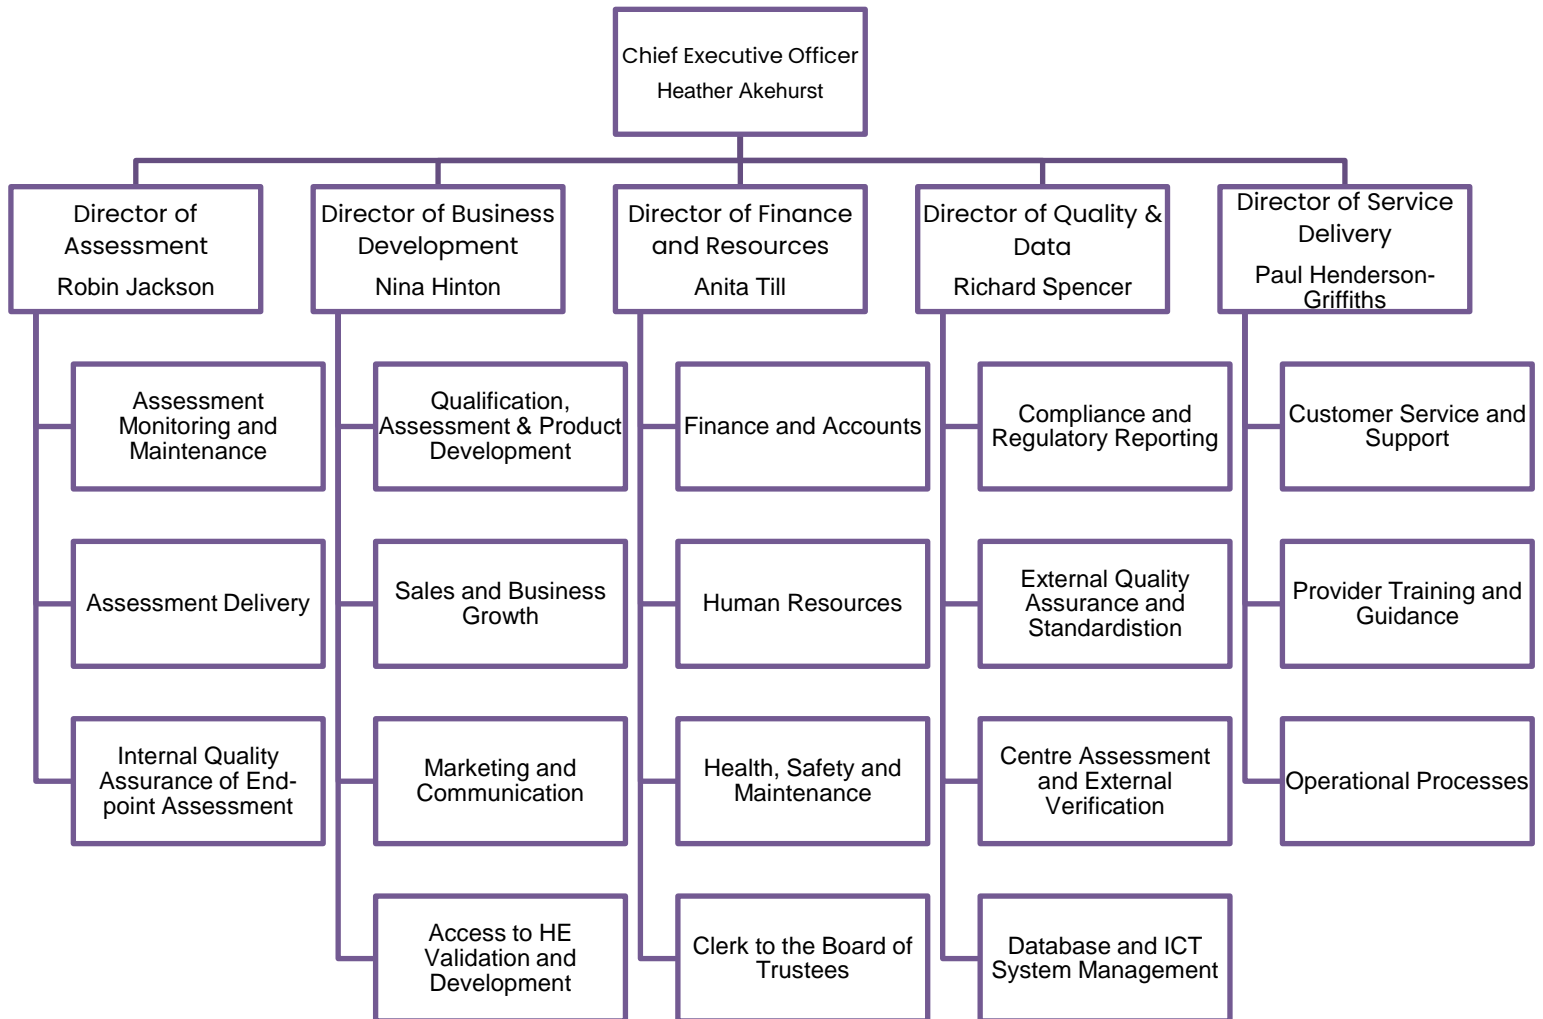 Chief Executive Officer
Heather Akehurst
Director of
Assessment
Robin Jackson
Director of Business
Development
Nina Hinton
Director of Finance
and Resources
Anita Till
Director of Quality &
Data
Richard Spencer
Director of Service
Delivery
Paul Henderson-
Griffiths
Assessment
Monitoring and
Maintenance
Qualification,
Assessment & Product
Development
Finance and Accounts
Compliance and
Regulatory Reporting
Customer Service and
Support
Assessment Delivery
Sales and Business
Growth
Human Resources
External Quality
Assurance and
Standardistion
Provider Training and
Guidance
Internal Quality
Assurance of End-
point Assessment
Marketing and
Communication
Health, Safety and
Maintenance
Centre Assessment
and External
Verification
Operational Processes
Access to HE
Validation and
Development
Clerk to the Board of
Trustees
Database and ICT
System Management